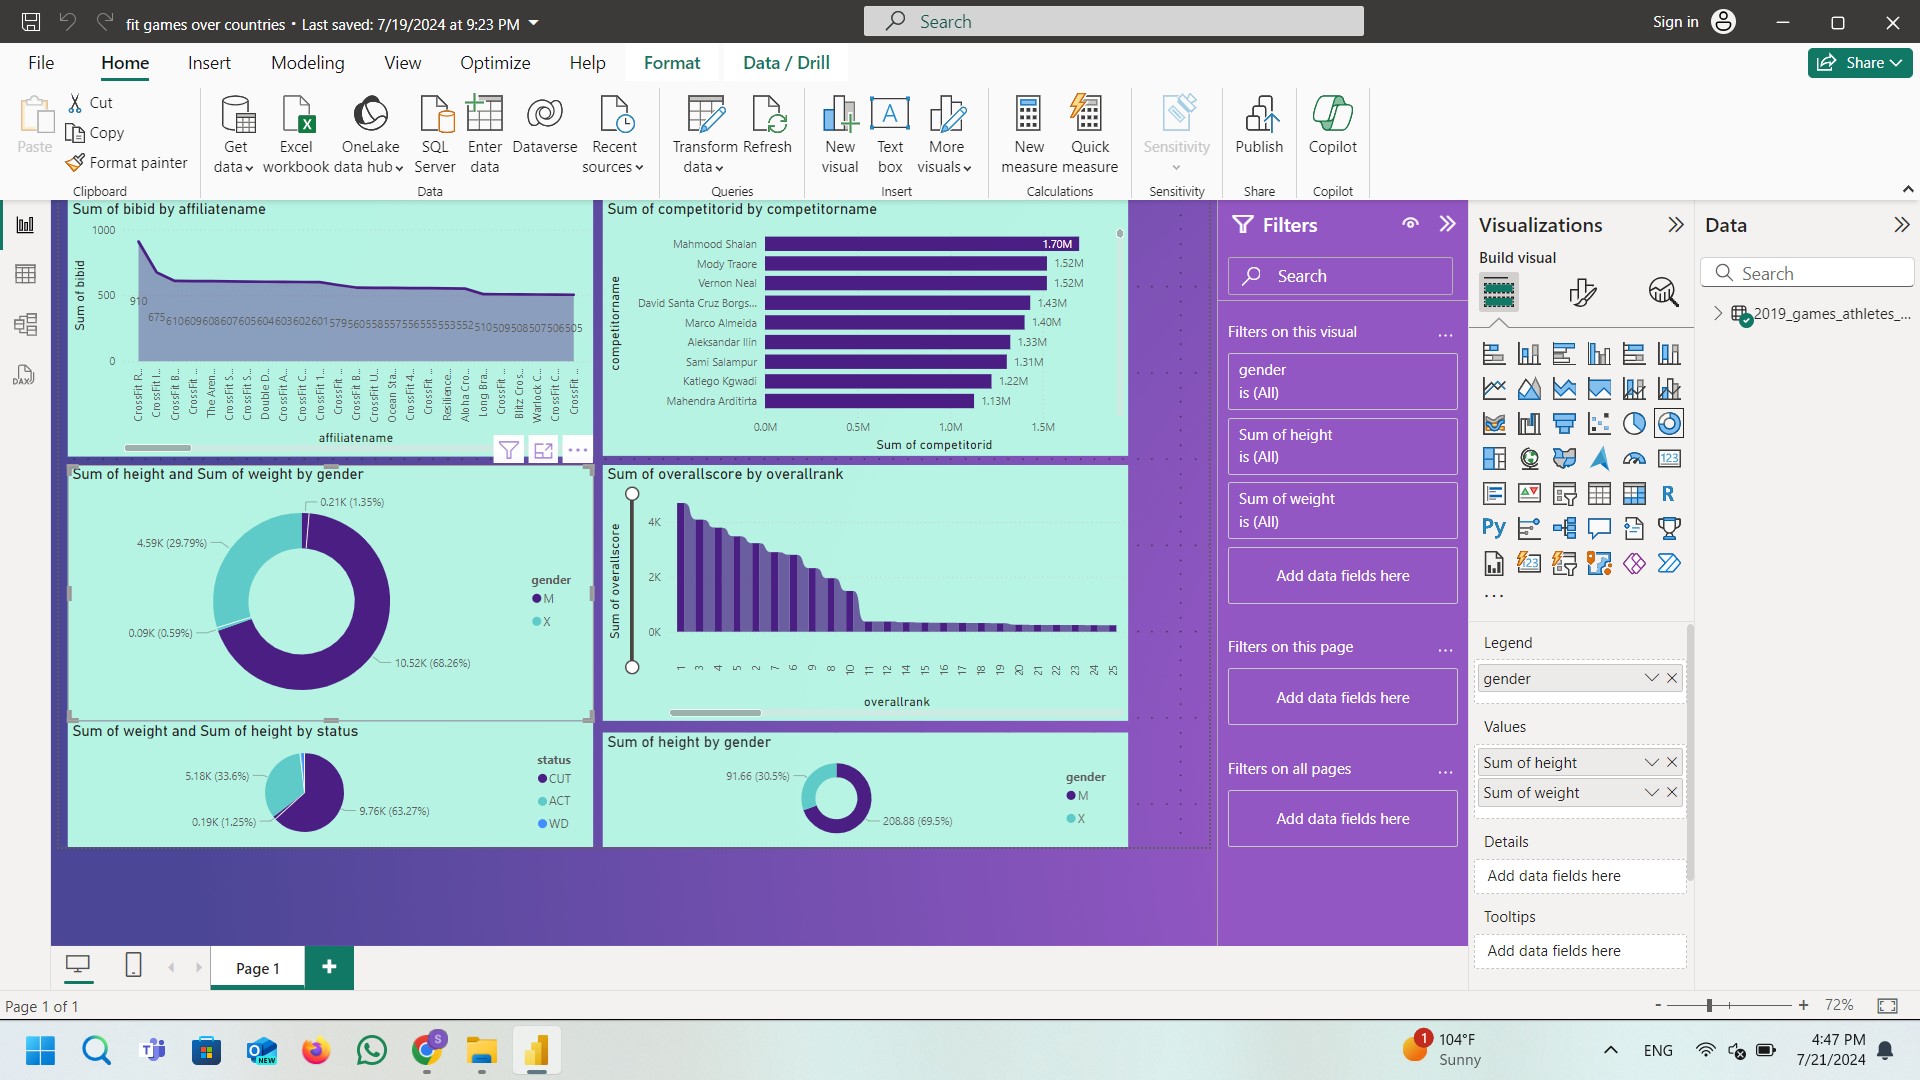 fit games over countries • Last saved: 7/19/2024 at 9:23 PM
Search
Sign in
File Home Insert Modeling View Optimize Help Format Data / Drill
Share
Paste
Cut
Copy
Format painter
Clipboard
Get data
Excel workbook
OneLake data hub
SQL Server
Enter data
Dataverse
Recent sources
Data
Transform data
Refresh
Queries
New visual
Text box
More visuals
Insert
New measure
Quick measure
Calculations
Sensitivity
Sensitivity
Publish
Share
Copilot
Copilot
Sum of bibid by affiliatename
Sum of bibid
1000
500
0
910
675 610 609 608 607 605 604 603 602 601 579 560 558 557 556 555 553 552 510 509 508 507 506 505
CrossFit R...
CrossFit I...
CrossFit B...
CrossFit ...
The Aren...
CrossFit S...
CrossFit S...
Double D...
CrossFit A...
CrossFit C...
CrossFit 1...
CrossFit ...
CrossFit B...
CrossFit U...
Ocean Sta...
CrossFit 4...
CrossFit ...
Resilience...
Aloha Cro...
Long Bra...
CrossFit ...
Blitz Cros...
Warlock C...
CrossFit C...
CrossFit ...
affiliatename
Sum of competitorid by competitorname
competitorname
Mahmood Shalan 1.70M
Mody Traore 1.52M
Vernon Neal 1.52M
David Santa Cruz Borgs... 1.43M
Marco Almeida 1.40M
Aleksandar Ilin 1.33M
Sami Salampur 1.31M
Katlego Kgwadi 1.22M
Mahendra Arditirta 1.13M
0.0M 0.5M 1.0M 1.5M
Sum of competitorid
Sum of height and Sum of weight by gender
0.21K (1.35%)
4.59K (29.79%)
0.09K (0.59%)
10.52K (68.26%)
gender
M
X
Sum of overallscore by overallrank
Sum of overallscore
4K
2K
0K
1 3 4 5 2 7 6 9 8 10 11 12 14 15 16 17 18 19 20 21 22 23 24 25
overallrank
Sum of weight and Sum of height by status
5.18K (33.6%)
0.19K (1.25%)
9.76K (63.27%)
status
CUT
ACT
WD
Sum of height by gender
91.66 (30.5%)
208.88 (69.5%)
gender
M
X
Filters
Search
Filters on this visual
gender
is (All)
Sum of height
is (All)
Sum of weight
is (All)
Add data fields here
Filters on this page
Add data fields here
Filters on all pages
Add data fields here
Visualizations
Build visual
R
Py
123
123
Legend
gender
Values
Sum of height
Sum of weight
Details
Add data fields here
Tooltips
Add data fields here
Data
Search
2019_games_athletes_...
Page 1
Page 1 of 1
72%
NEW
S
1
104°F
Sunny
ENG
4:47 PM
7/21/2024